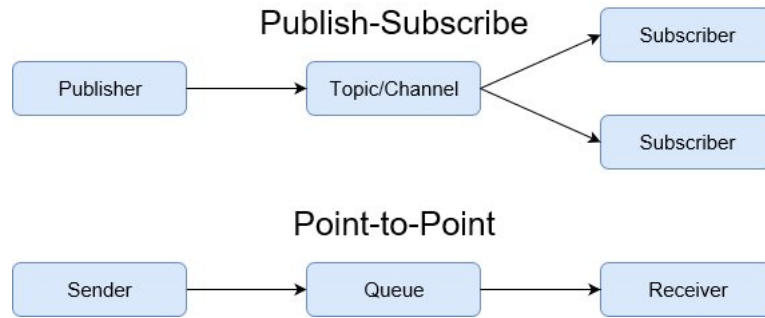 Publish-Subscribe
Subscriber
Publisher
Topic/Channel
Subscriber
Point-to-Point
Sender
Queue
Receiver